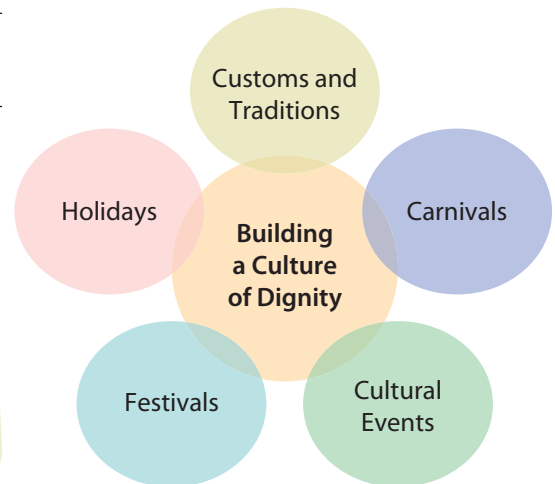 Customs and
Traditions
Holidays
Carnivals
Building
a Culture
of Dignity
Festivals
Cultural
Events